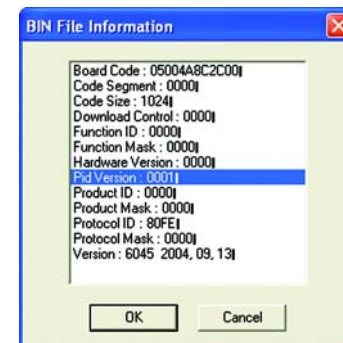 BIN File Information
Board Code : 05004A8C2C00
Code Segment : 0000
Code Size : 1024
Download Control : 0000
Function ID : 0000
Function Mask : 0000
Hardware Version : 0000
Pid Version : 0001
Product ID : 0000
Product Mask : 0000
Protocol ID : 80FE
Protocol Mask : 0000
Version : 6045 2004, 09, 13
OK
Cancel